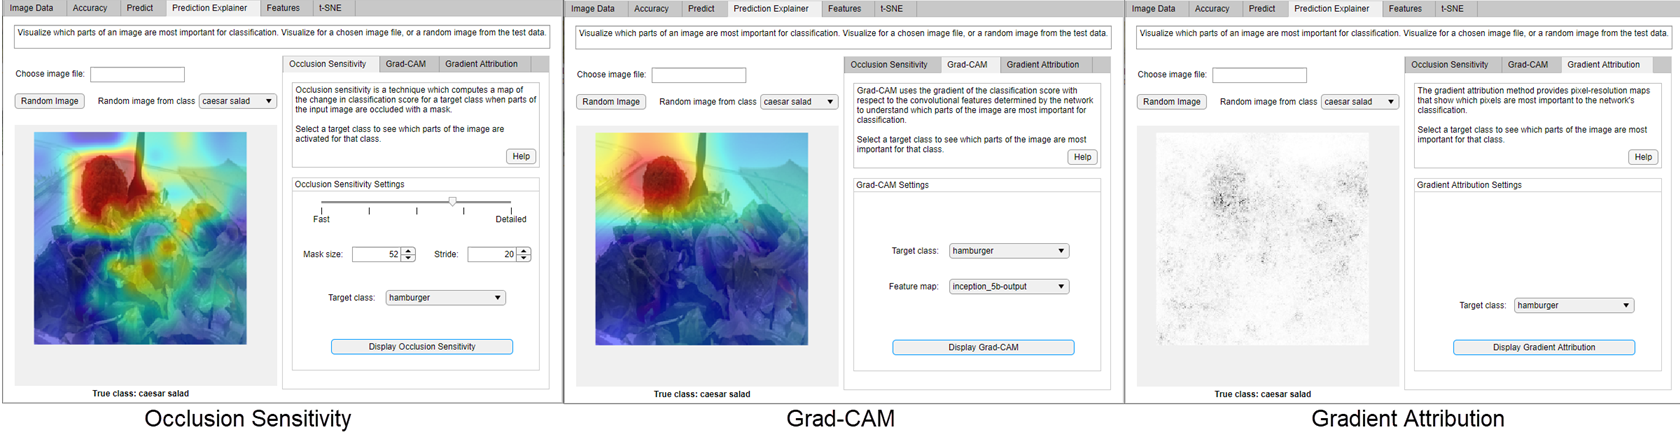 Image Data Accuracy Predict Prediction Explainer Features t-SNE
Visualize which parts of an image are most important for classification. Visualize for a chosen image file, or a random image from the test data.
Choose image file:
Random Image Random image from class caesar salad
True class: caesar salad
Occlusion Sensitivity Grad-CAM Gradient Attribution
Occlusion sensitivity is a technique which computes a map of
the change in classification score for a target class when parts of
the input image are occluded with a mask.
Select a target class to see which parts of the image are
activated for that class.
Help
Occlusion Sensitivity Settings
Fast Detailed
Mask size: 52 Stride: 20
Target class: hamburger
Display Occlusion Sensitivity
Occlusion Sensitivity
Image Data Accuracy Predict Prediction Explainer Features t-SNE
Visualize which parts of an image are most important for classification. Visualize for a chosen image file, or a random image from the test data.
Choose image file:
Random Image Random image from class caesar salad
True class: caesar salad
Occlusion Sensitivity Grad-CAM Gradient Attribution
Grad-CAM uses the gradient of the classification score with
respect to the convolutional features determined by the network
to understand which parts of the image are most important for
classification.
Select a target class to see which parts of the image are most
important for that class.
Help
Grad-CAM Settings
Target class: hamburger
Feature map: inception_5b-output
Display Grad-CAM
Grad-CAM
Image Data Accuracy Predict Prediction Explainer Features t-SNE
Visualize which parts of an image are most important for classification. Visualize for a chosen image file, or a random image from the test data.
Choose image file:
Random Image Random image from class caesar salad
True class: caesar salad
Occlusion Sensitivity Grad-CAM Gradient Attribution
The gradient attribution method provides pixel-resolution maps
that show which pixels are most important to the network's
classification.
Select a target class to see which parts of the image are most
important for that class.
Help
Gradient Attribution Settings
Target class: hamburger
Display Gradient Attribution
Gradient Attribution